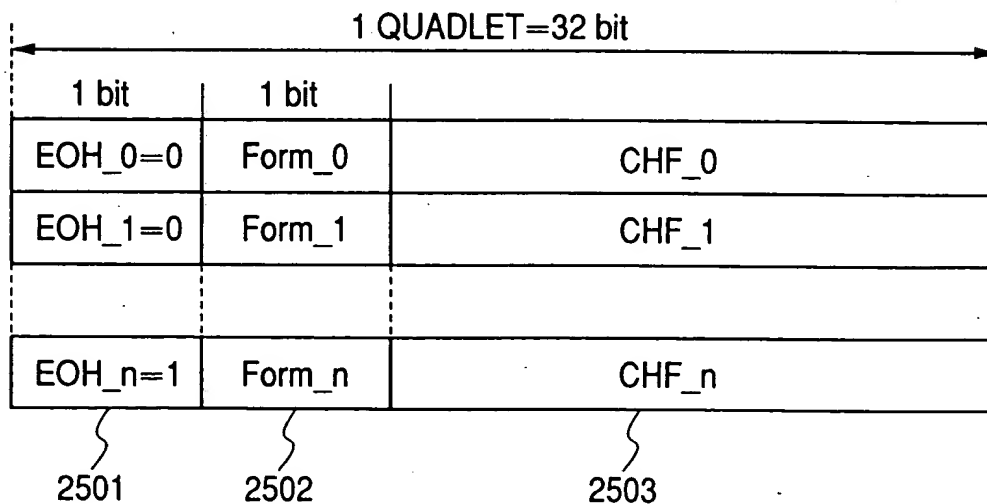 1 QUADLET=32 bit
1 bit 1 bit
EOH_0=0 Form_0 CHF_0
EOH_1=0 Form_1 CHF_1
EOH_n=1 Form_n CHF_n
2501 2502 2503